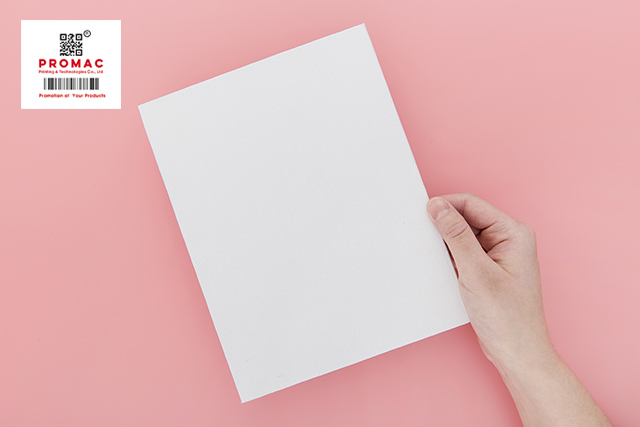 PROMAC
Printing & Technologies Co., Ltd
Promotion of Your Products